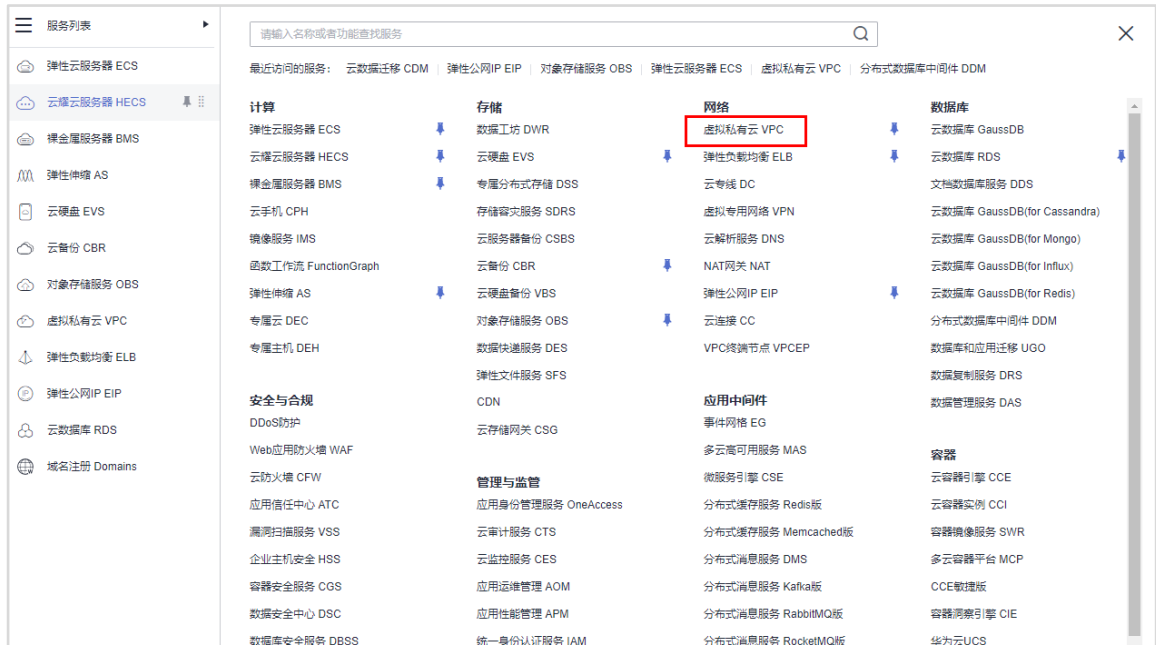 服务列表
弹性云服务器 ECS
云耀云服务器 HECS
裸金属服务器 BMS
弹性伸缩 AS
云硬盘 EVS
云备份 CBR
对象存储服务 OBS
虚拟私有云 VPC
弹性负载均衡 ELB
弹性公网IP EIP
云数据库 RDS
域名注册 Domains
请输入名称或者功能查找服务
最近访问的服务： 云数据迁移 CDM 弹性公网IP EIP 对象存储服务 OBS 弹性云服务器 ECS 虚拟私有云 VPC 分布式数据库中间件 DDM
计算
弹性云服务器 ECS
云耀云服务器 HECS
裸金属服务器 BMS
云手机 CPH
镜像服务 IMS
函数工作流 FunctionGraph
弹性伸缩 AS
专属云 DEC
专属主机 DEH
安全与合规
DDoS防护
Web应用防火墙 WAF
云防火墙 CFW
应用信任中心 ATC
漏洞扫描服务 VSS
企业主机安全 HSS
容器安全服务 CGS
数据安全中心 DSC
数据库安全服务 DBSS
存储
数据工坊 DWR
云硬盘 EVS
专属分布式存储 DSS
存储容灾服务 SDRS
云服务器备份 CSBS
云备份 CBR
云硬盘备份 VBS
对象存储服务 OBS
数据快递服务 DES
弹性文件服务 SFS
CDN
云存储网关 CSG
管理与监管
应用身份管理服务 OneAccess
云审计服务 CTS
云监控服务 CES
应用运维管理 AOM
应用性能管理 APM
统一身份认证服务 IAM
网络
虚拟私有云 VPC
弹性负载均衡 ELB
云专线 DC
虚拟专用网络 VPN
云解析服务 DNS
NAT网关 NAT
弹性公网IP EIP
云连接 CC
VPC终端节点 VPCEP
应用中间件
事件网格 EG
多云高可用服务 MAS
微服务引擎 CSE
分布式缓存服务 Redis版
分布式缓存服务 Memcached版
分布式消息服务 DMS
分布式消息服务 Kafka版
分布式消息服务 RabbitMQ版
分布式消息服务 RocketMQ版
数据库
云数据库 GaussDB
云数据库 RDS
文档数据库服务 DDS
云数据库 GaussDB(for Cassandra)
云数据库 GaussDB(for Mongo)
云数据库 GaussDB(for Influx)
云数据库 GaussDB(for Redis)
分布式数据库中间件 DDM
数据库和应用迁移 UGO
数据复制服务 DRS
数据管理服务 DAS
容器
云容器引擎 CCE
云容器实例 CCI
容器镜像服务 SWR
多云容器平台 MCP
CCE敏捷版
容器洞察引擎 CIE
华为云UCS